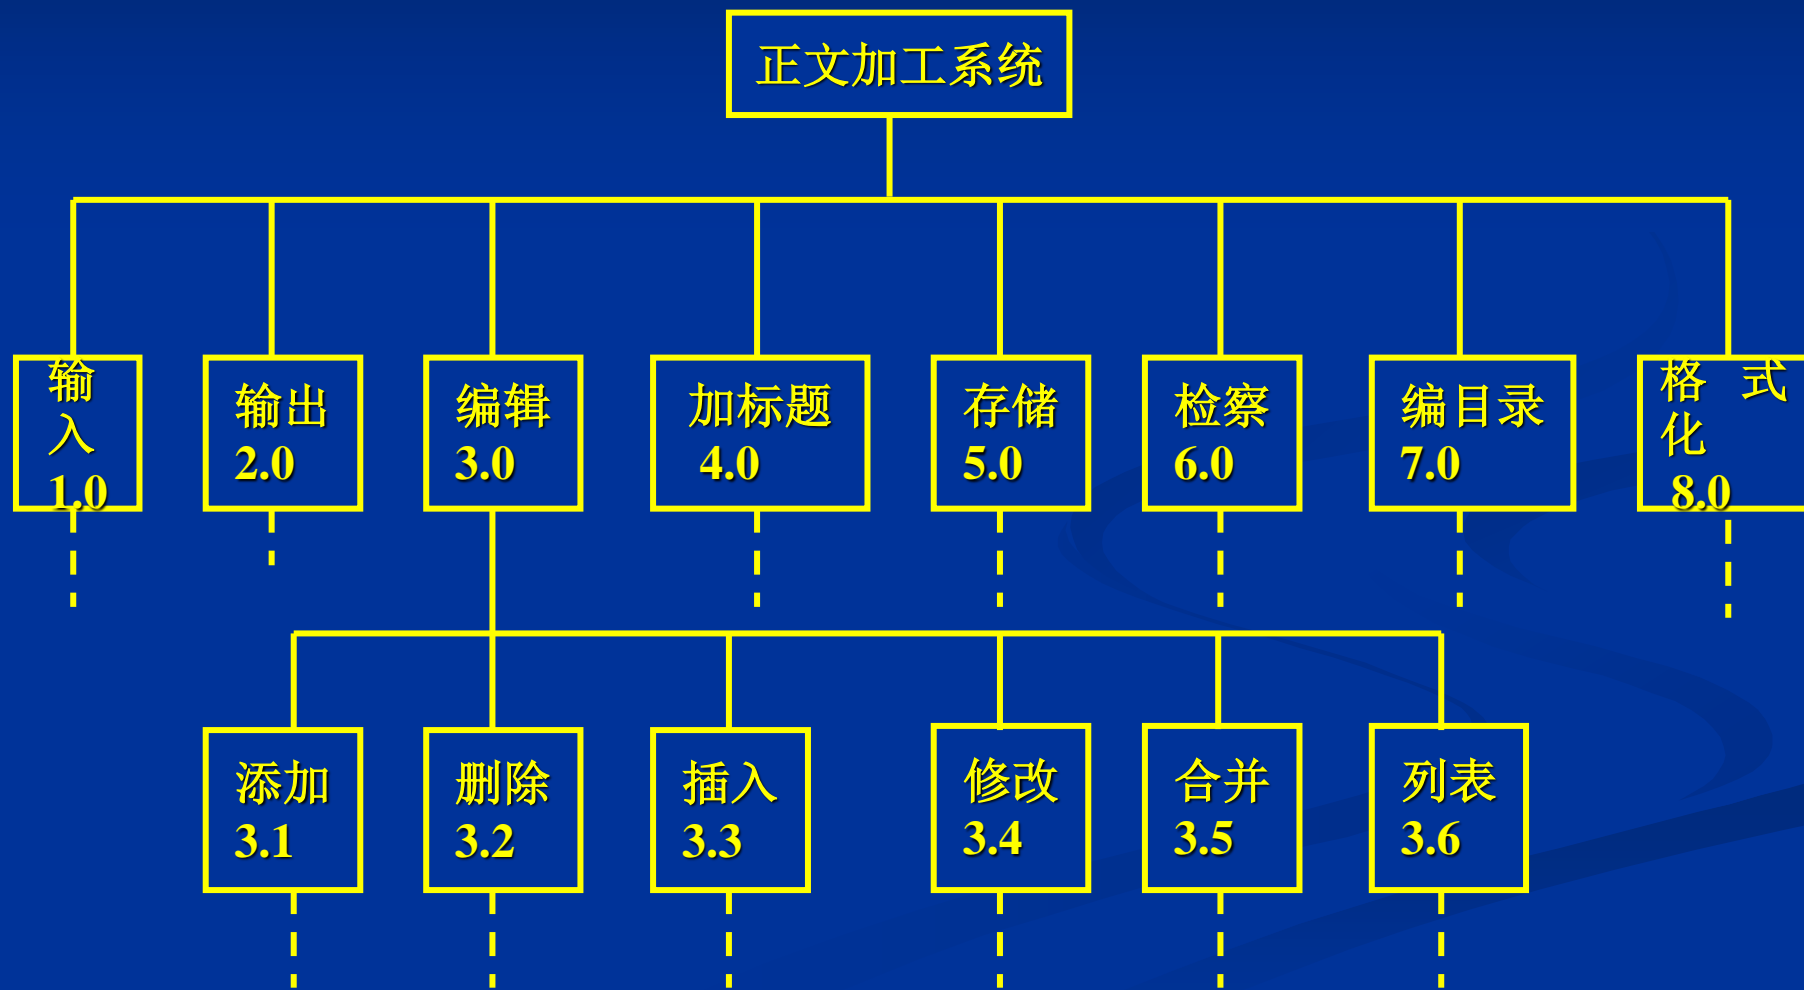 正文加工系统
输
入
1.0
输出
2.0
编辑
3.0
加标题
4.0
存储
5.0
检察
6.0
编目录
7.0
格 式
化
8.0
添加
3.1
删除
3.2
插入
3.3
修改
3.4
合并
3.5
列表
3.6